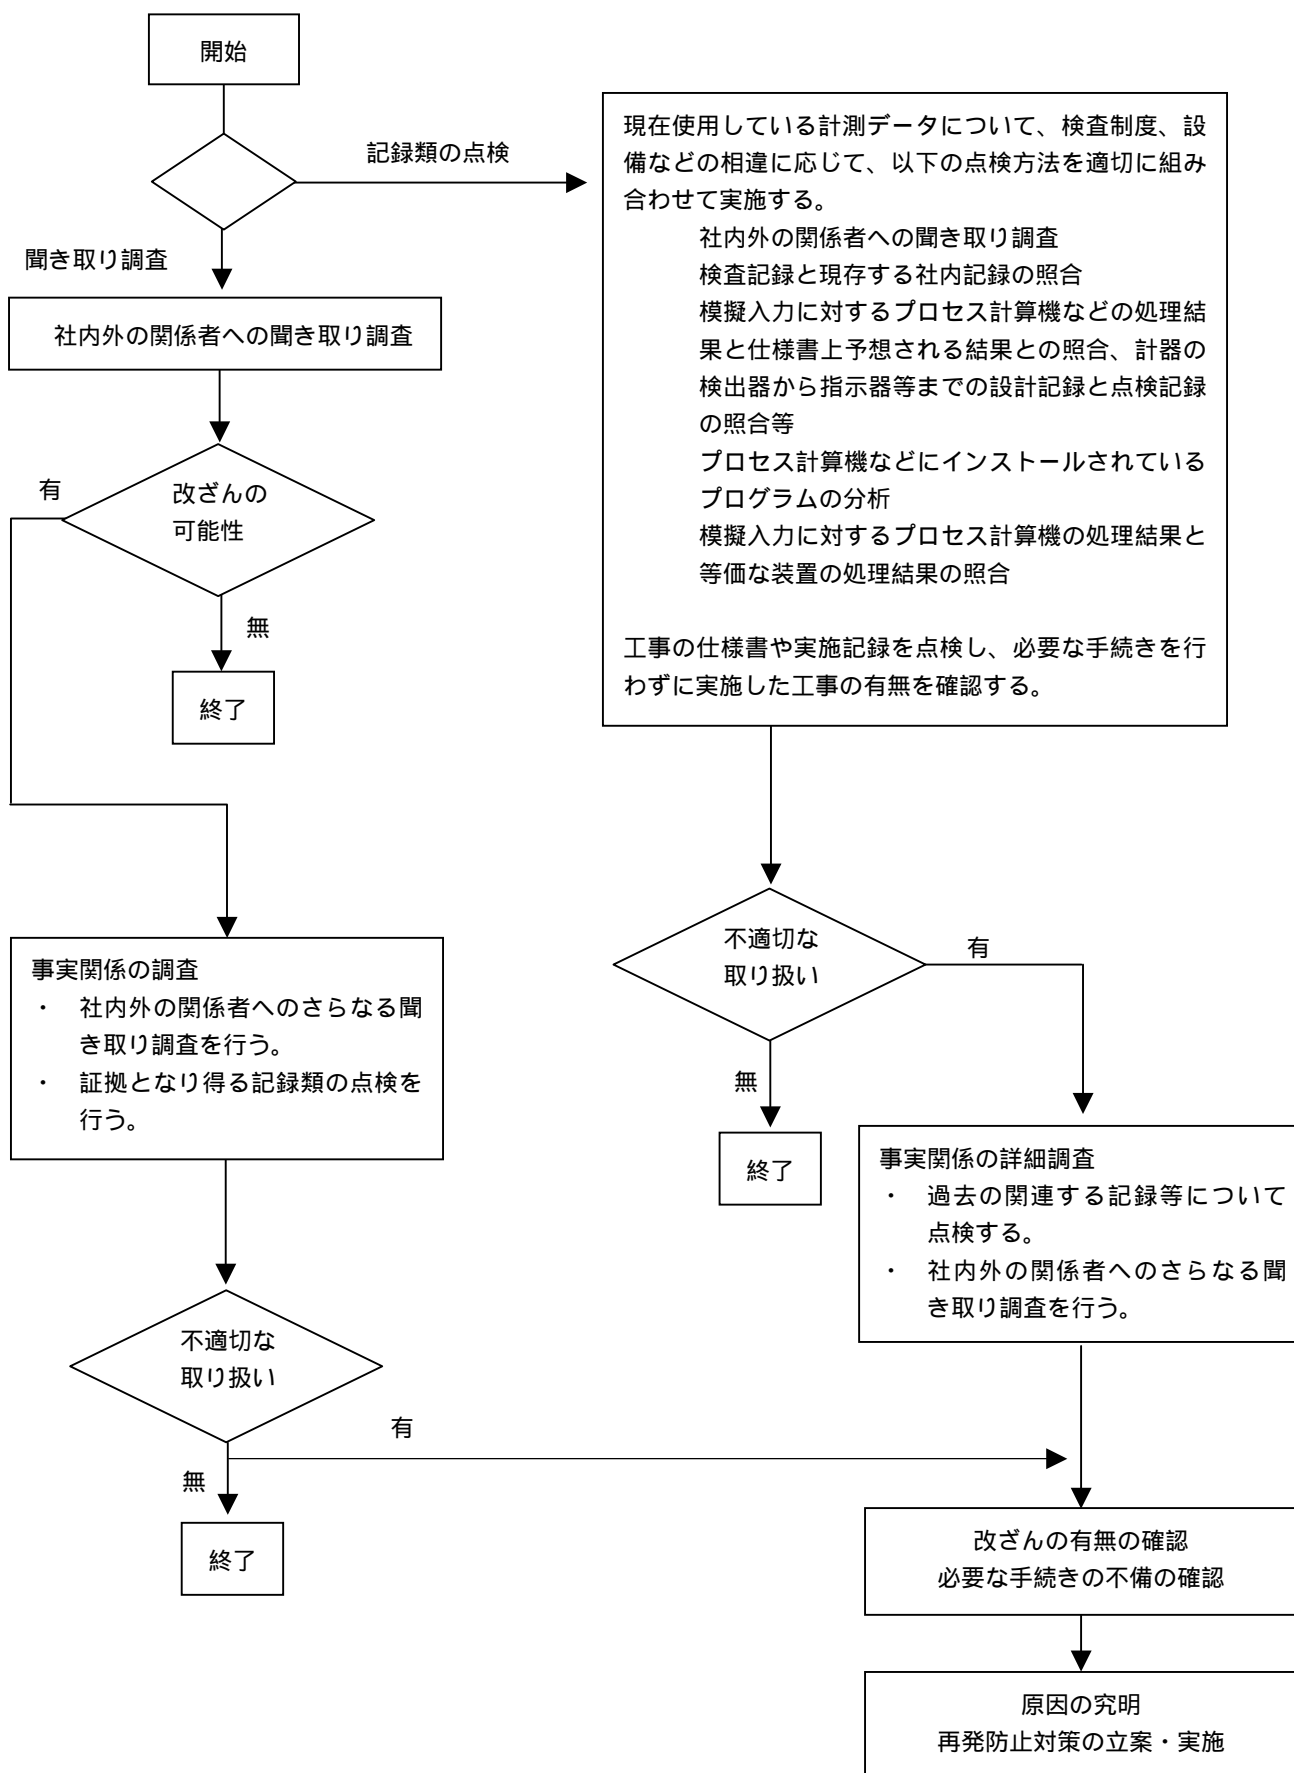 開始
記録類の点検
聞き取り調査
社内外の関係者への聞き取り調査
改ざんの
可能性
有
無
終了
現在使用している計測データについて、検査制度、設
備などの相違に応じて、以下の点検方法を適切に組み
合わせて実施する。
社内外の関係者への聞き取り調査
検査記録と現存する社内記録の照合
模擬入力に対するプロセス計算機などの処理結
果と仕様書上予想される結果との照合、計器の
検出器から指示器等までの設計記録と点検記録
の照合等
プロセス計算機などにインストールされている
プログラムの分析
模擬入力に対するプロセス計算機の処理結果と
等価な装置の処理結果の照合
工事の仕様書や実施記録を点検し、必要な手続きを行
わずに実施した工事の有無を確認する。
事実関係の調査
・ 社内外の関係者へのさらなる聞
き取り調査を行う。
・ 証拠となり得る記録類の点検を
行う。
不適切な
取り扱い
有
無
終了
不適切な
取り扱い
有
無
終了
事実関係の詳細調査
・ 過去の関連する記録等について
点検する。
・ 社内外の関係者へのさらなる聞
き取り調査を行う。
改ざんの有無の確認
必要な手続きの不備の確認
原因の究明
再発防止対策の立案・実施